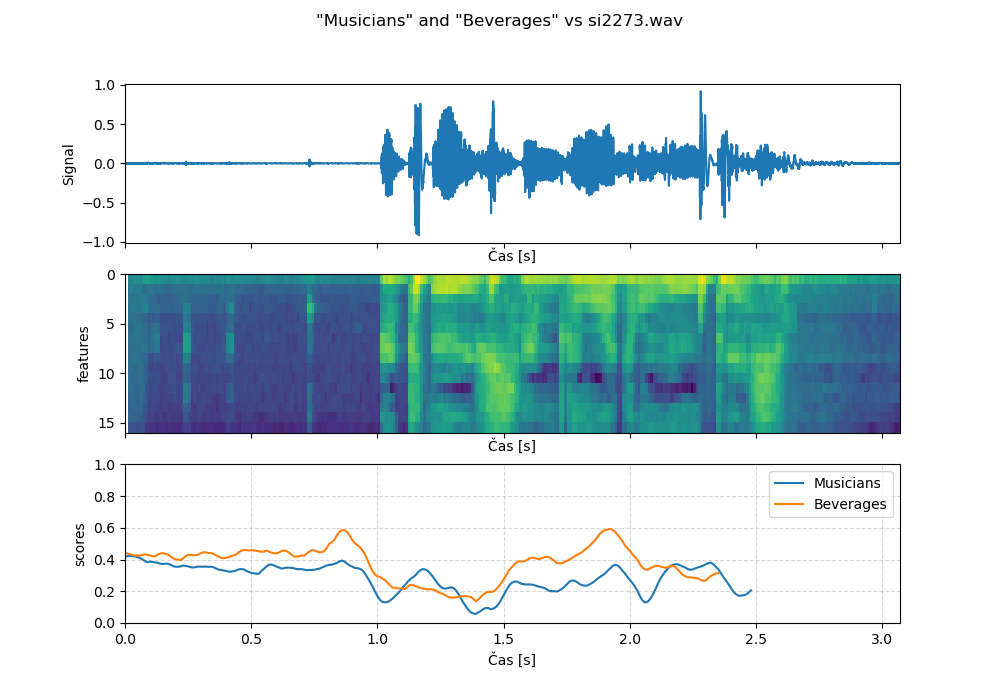 "Musicians" and "Beverages" vs si2273.wav
1.0
0.5
0.0
−0.5
−1.0
Signal
Čas [s]
0
5
10
15
features
Čas [s]
1.0
0.8
0.6
0.4
0.2
0.0
scores
Musicians
Beverages
0.0 0.5 1.0 1.5 2.0 2.5 3.0
Čas [s]